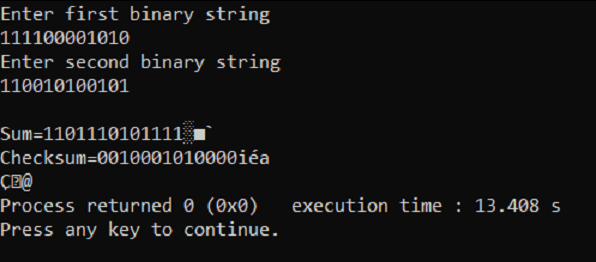 Enter first binary string
111100001010
Enter second binary string
110010100101
Sum=1101110101111░■`
Checksum=0010001010000iéa
Ç�@
Process returned 0 (0x0)   execution time : 13.408 s
Press any key to continue.